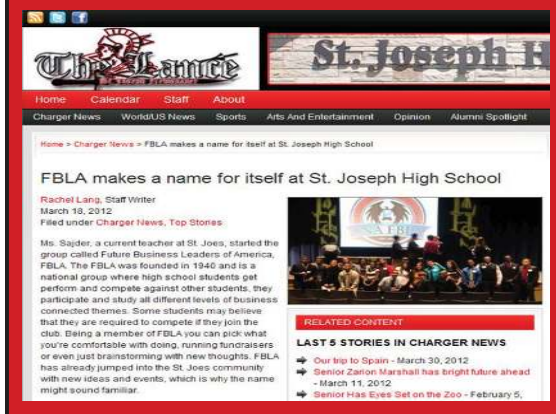 The Lance
St. Joseph H
Home Calendar Staff About
Charger News World/US News Sports Arts And Entertainment Opinion Alumni Spotlight
Home > Charger News > FBLA makes a name for itself at St. Joseph High School
FBLA makes a name for itself at St. Joseph High School
Rachel Lang, Staff Writer
March 18, 2012
Filed under Charger News, Top Stories
Ms. Sajder, a current teacher at St. Joes, started the
group called Future Business Leaders of America,
FBLA. The FBLA was founded in 1940 and is a
national group where high school students get
perform and compete against other students, they
participate and study all different levels of business
connected themes. Some students may believe
that they are required to compete if they join the
club. Being a member of FBLA you can pick what
you're comfortable with doing, running fundraisers
or even just brainstorming with new thoughts. FBLA
has already jumped into the St. Joes community
with new ideas and events, which is why the name
might sound familiar.
RELATED CONTENT
LAST 5 STORIES IN CHARGER NEWS
Our trip to Spain - March 30, 2012
Senior Zarion Marshall has bright future ahead
- March 11, 2012
Senior Has Eyes Set on the Zoo - February 5,